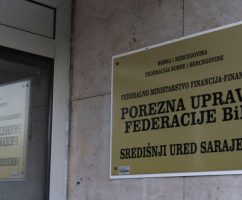 BOSNA I HERCEGOVINA
FEDERACIJA BOSNE I HERCEGOVINE
FEDERALNO MINISTARSTVO FINANCIJA-FINAN
POREZNA UPRAV
FEDERACIJE BiH
SREDIŠNJI URED SARAJE